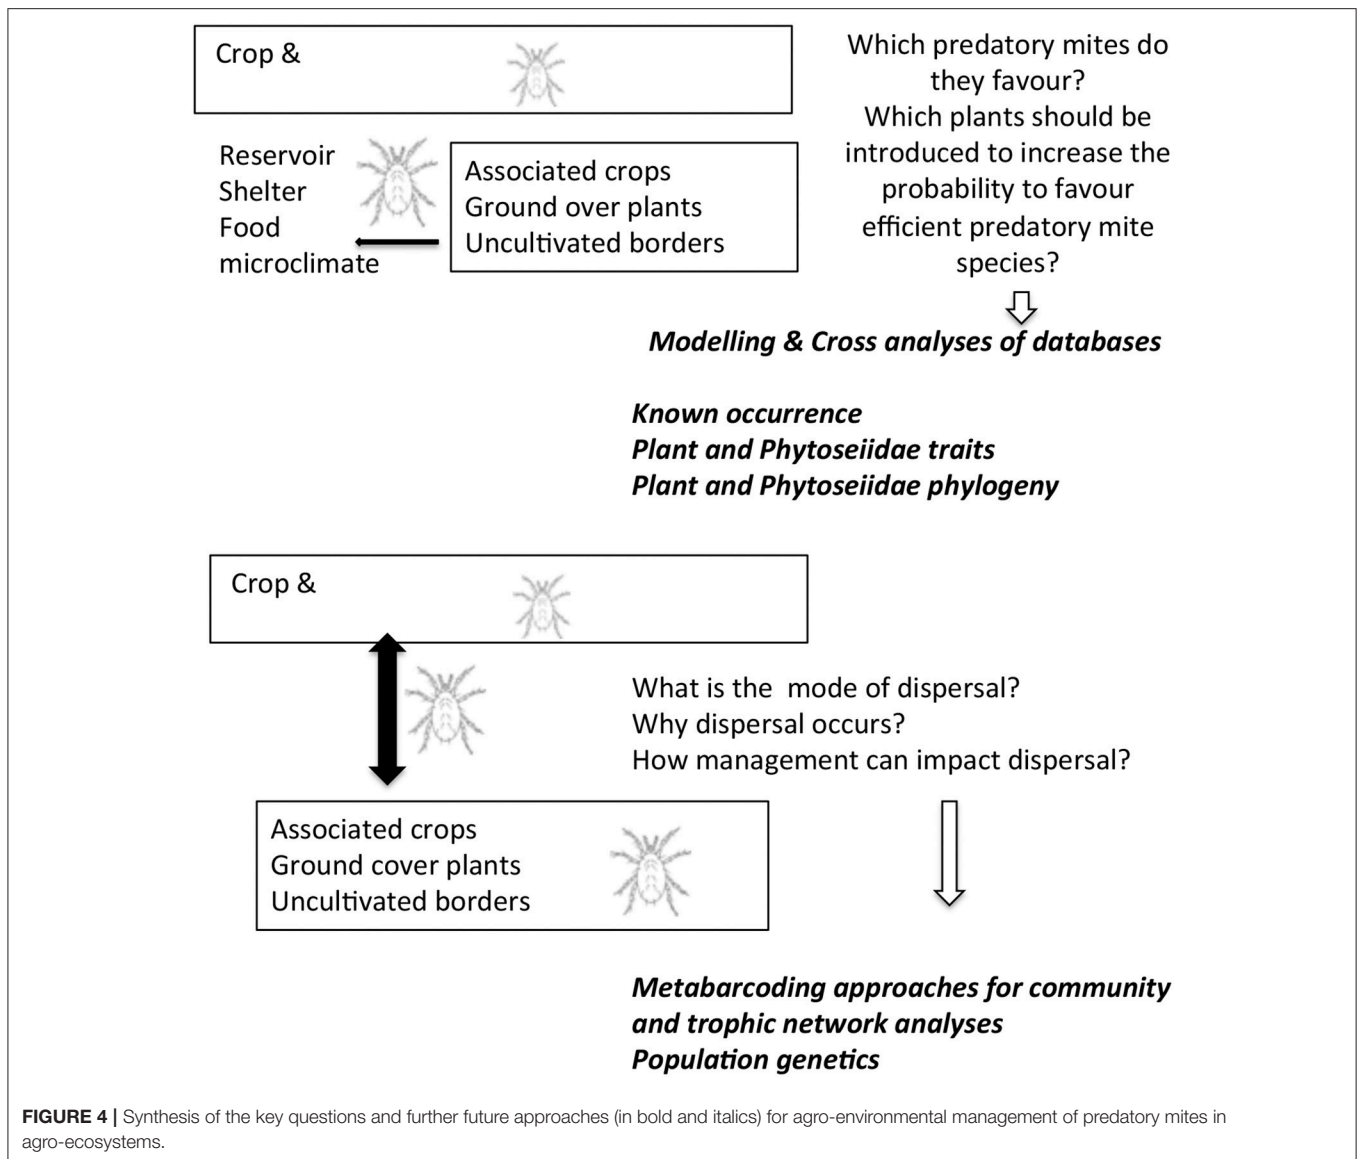 Crop &
Reservoir
Shelter
Food
microclimate
Associated crops
Ground over plants
Uncultivated borders
Which predatory mites do
they favour?
Which plants should be
introduced to increase the
probability to favour
efficient predatory mite
species?
Modelling & Cross analyses of databases
Known occurrence
Plant and Phytoseiidae traits
Plant and Phytoseiidae phylogeny
Crop &
What is the mode of dispersal?
Why dispersal occurs?
How management can impact dispersal?
Associated crops
Ground cover plants
Uncultivated borders
Metabarcoding approaches for community
and trophic network analyses
Population genetics
FIGURE 4 | Synthesis of the key questions and further future approaches (in bold and italics) for agro-environmental management of predatory mites in
agro-ecosystems.